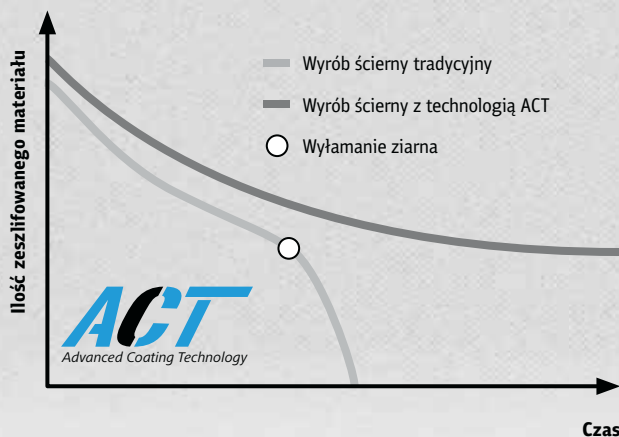 Ilość zeszlifowanego materiału
Wyrób ścierny tradycyjny
Wyrób ścierny z technologią ACT
Wyłamanie ziarna
ACT
Advanced Coating Technology
Czas